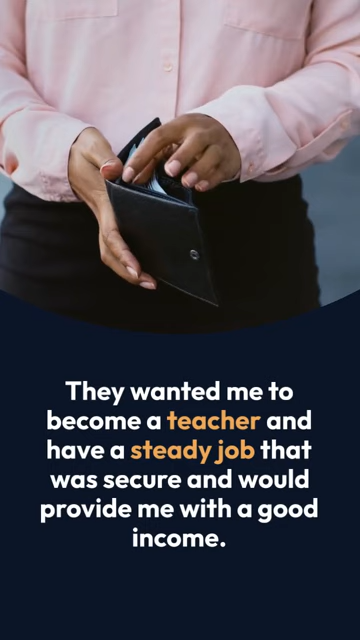 They wanted me to
become a teacher and
have a steady job that
was secure and would
provide me with a good
income.